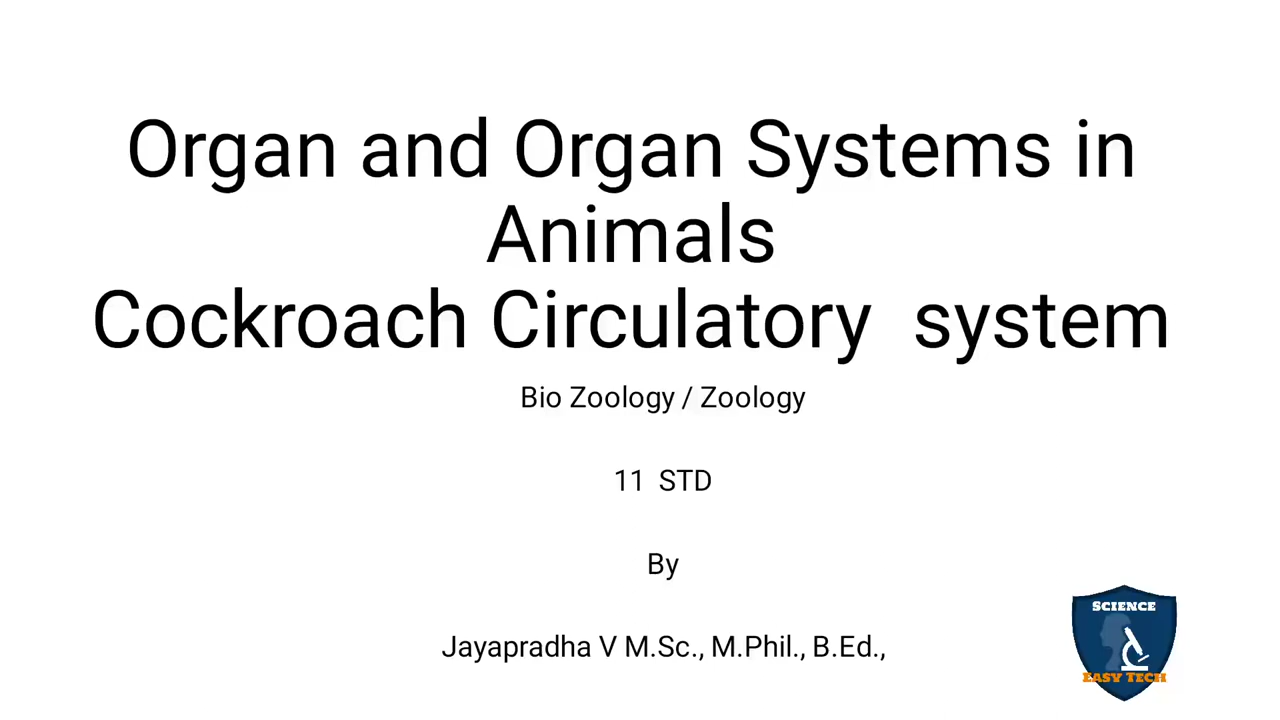 Organ and Organ Systems in
Animals
Cockroach Circulatory system
Bio Zoology / Zoology
11 STD
By
Jayapradha V M.Sc., M.Phil., B.Ed.,
SCIENCE
EASY TECH